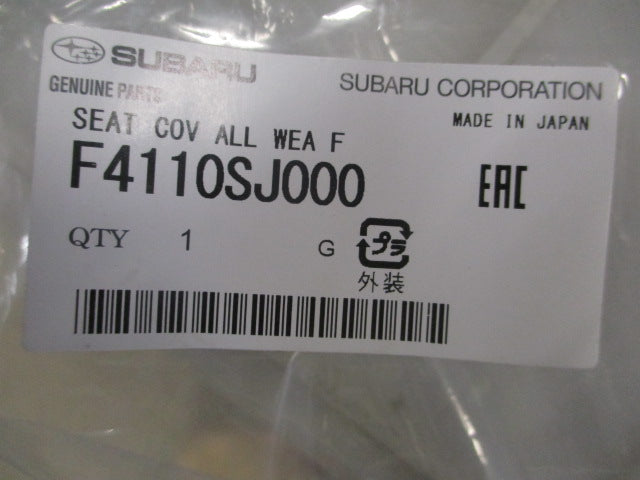 SUBARU
SUBARU CORPORATION
GENUINE PARTS
MADE IN JAPAN
SEAT COV ALL WEA F
F4110SJ000
EAC
QTY 1 G プラ
外装